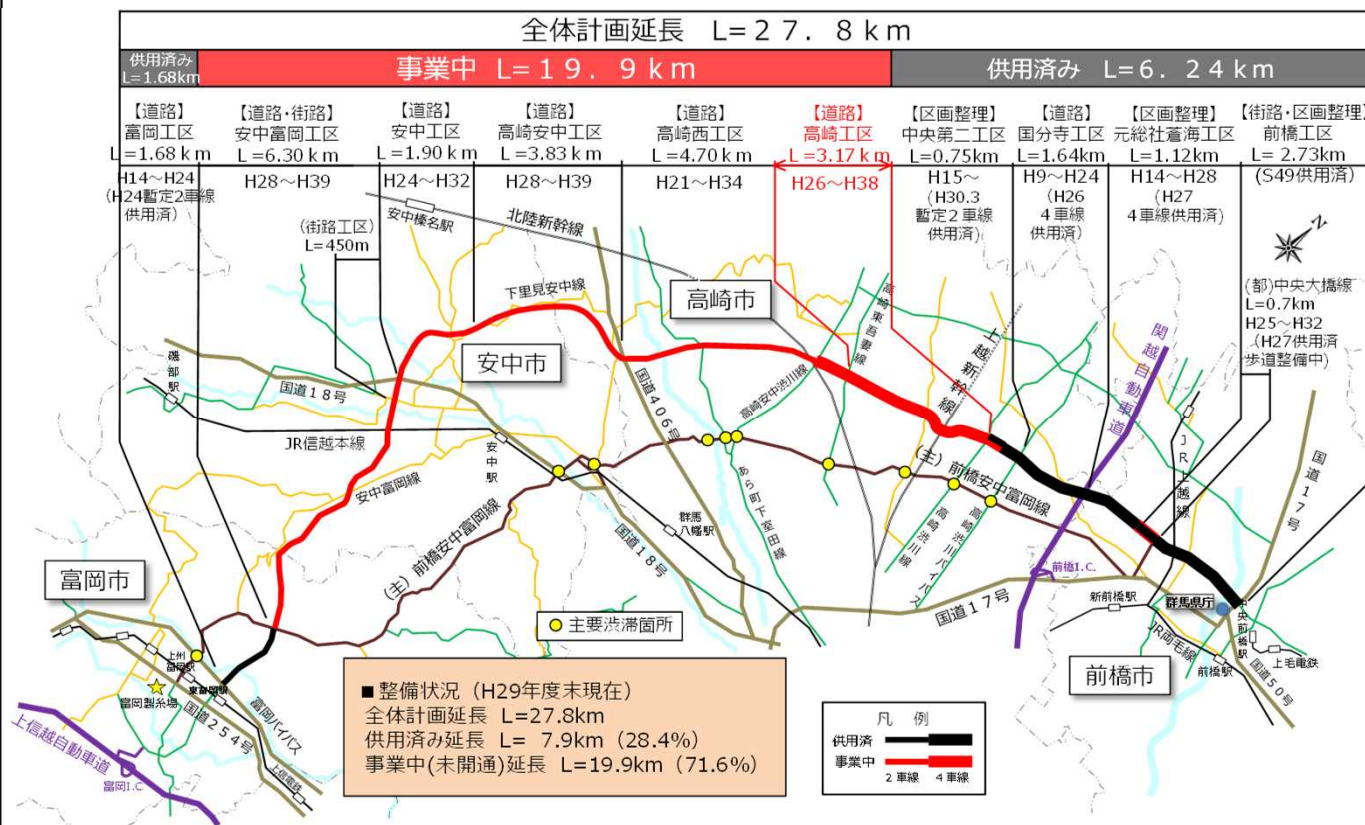 全体計画延長 L=27.8km
供用済み
L=1.68km
事業中 L=19.9km
供用済み L=6.24km
【道路】
富岡工区
L=1.68km
H14～H24
(H24暫定2車線
供用済)
【道路・街路】
安中富岡工区
L=6.30km
H28～H39
(街路工区)
L=450m
【道路】
安中工区
L=1.90km
H24～H32
【道路】
高崎安中工区
L=3.83km
H28～H39
【道路】
高崎西工区
L=4.70km
H21～H34
【道路】
高崎工区
L=3.17km
H26～H38
【区画整理】
中央第二工区
L=0.75km
H15～
(H30.3
暫定2車線
供用済)
【道路】
国分寺工区
L=1.64km
H9～H24
(H26
4車線
供用済)
【区画整理】
元総社蒼海工区
L=1.12km
H14～H28
(H27
4車線供用済)
【街路・区画整理】
前橋工区
L= 2.73km
(S49供用済)
N
(都)中央大橋線
L=0.7km
H25～H32
(H27供用済
歩道整備中)
安中榛名駅
北陸新幹線
下里見安中線
高崎市
高崎東吾妻線
上越新幹線
関越自動車道
安中市
磯部駅
国道18号
JR信越本線
安中駅
国道406号
高崎安中渋川線
あら町下室田線
(主)前橋安中富岡線
JR上越線
国道17号
安中富岡線
(主)前橋安中富岡線
群馬八幡駅
国道18号
高崎渋川線
高崎渋川バイパス
前橋I.C.
国道17号
新前橋駅
群馬県庁
中央前橋駅
上毛電鉄
JR両毛線
前橋駅
国道50号
前橋市
富岡市
主要渋滞箇所
上州富岡駅
東富岡駅
富岡製糸場
富岡バイパス
国道254号
上信越自動車道
富岡I.C
上信電鉄
■整備状況（H29年度末現在）
全体計画延長 L=27.8km
供用済み延長 L= 7.9km（28.4%）
事業中(未開通)延長 L=19.9km（71.6%）
凡 例
供用済
事業中
2車線 4車線